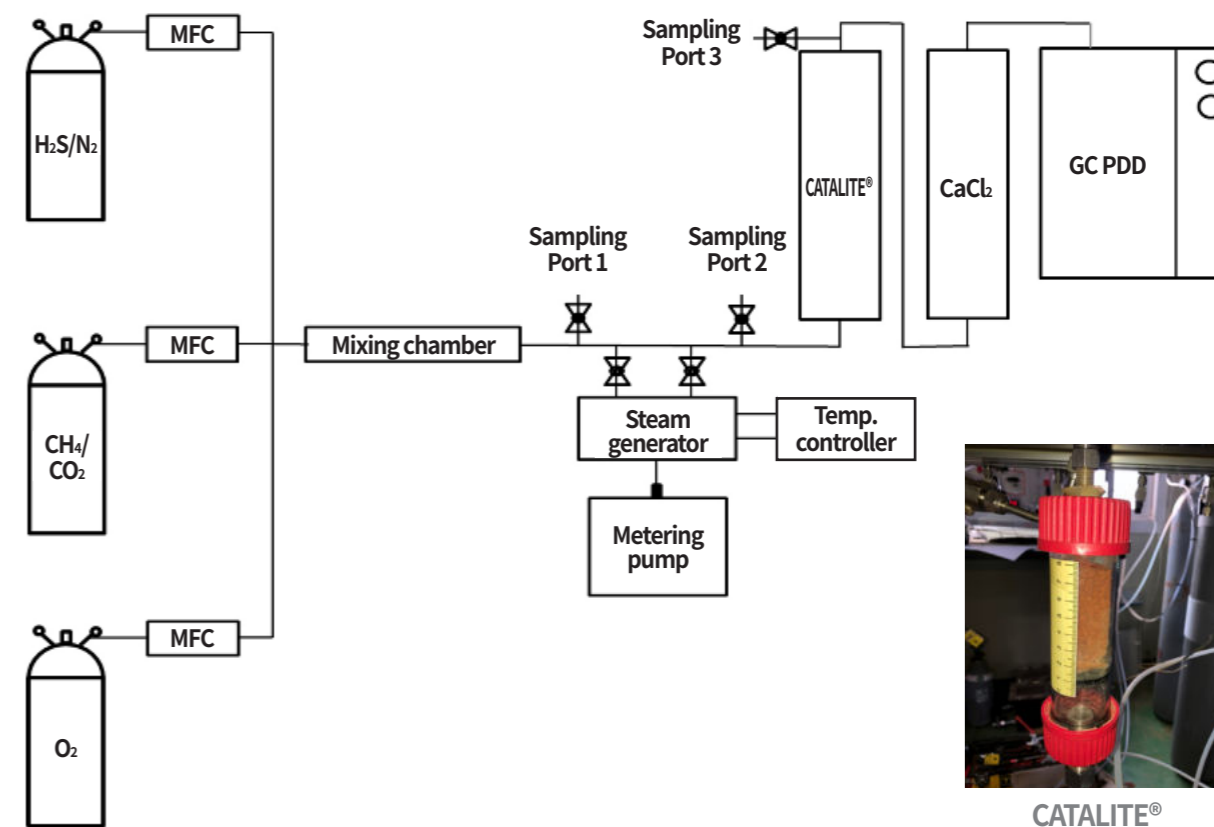 MFC
H₂S/N₂
MFC
CH₄/
CO₂
MFC
O₂
Mixing chamber
Sampling
Port 1
Sampling
Port 2
Sampling
Port 3
Steam
generator
Temp.
controller
Metering
pump
CATALITE®
CaCl₂
GC PDD
CATALITE®